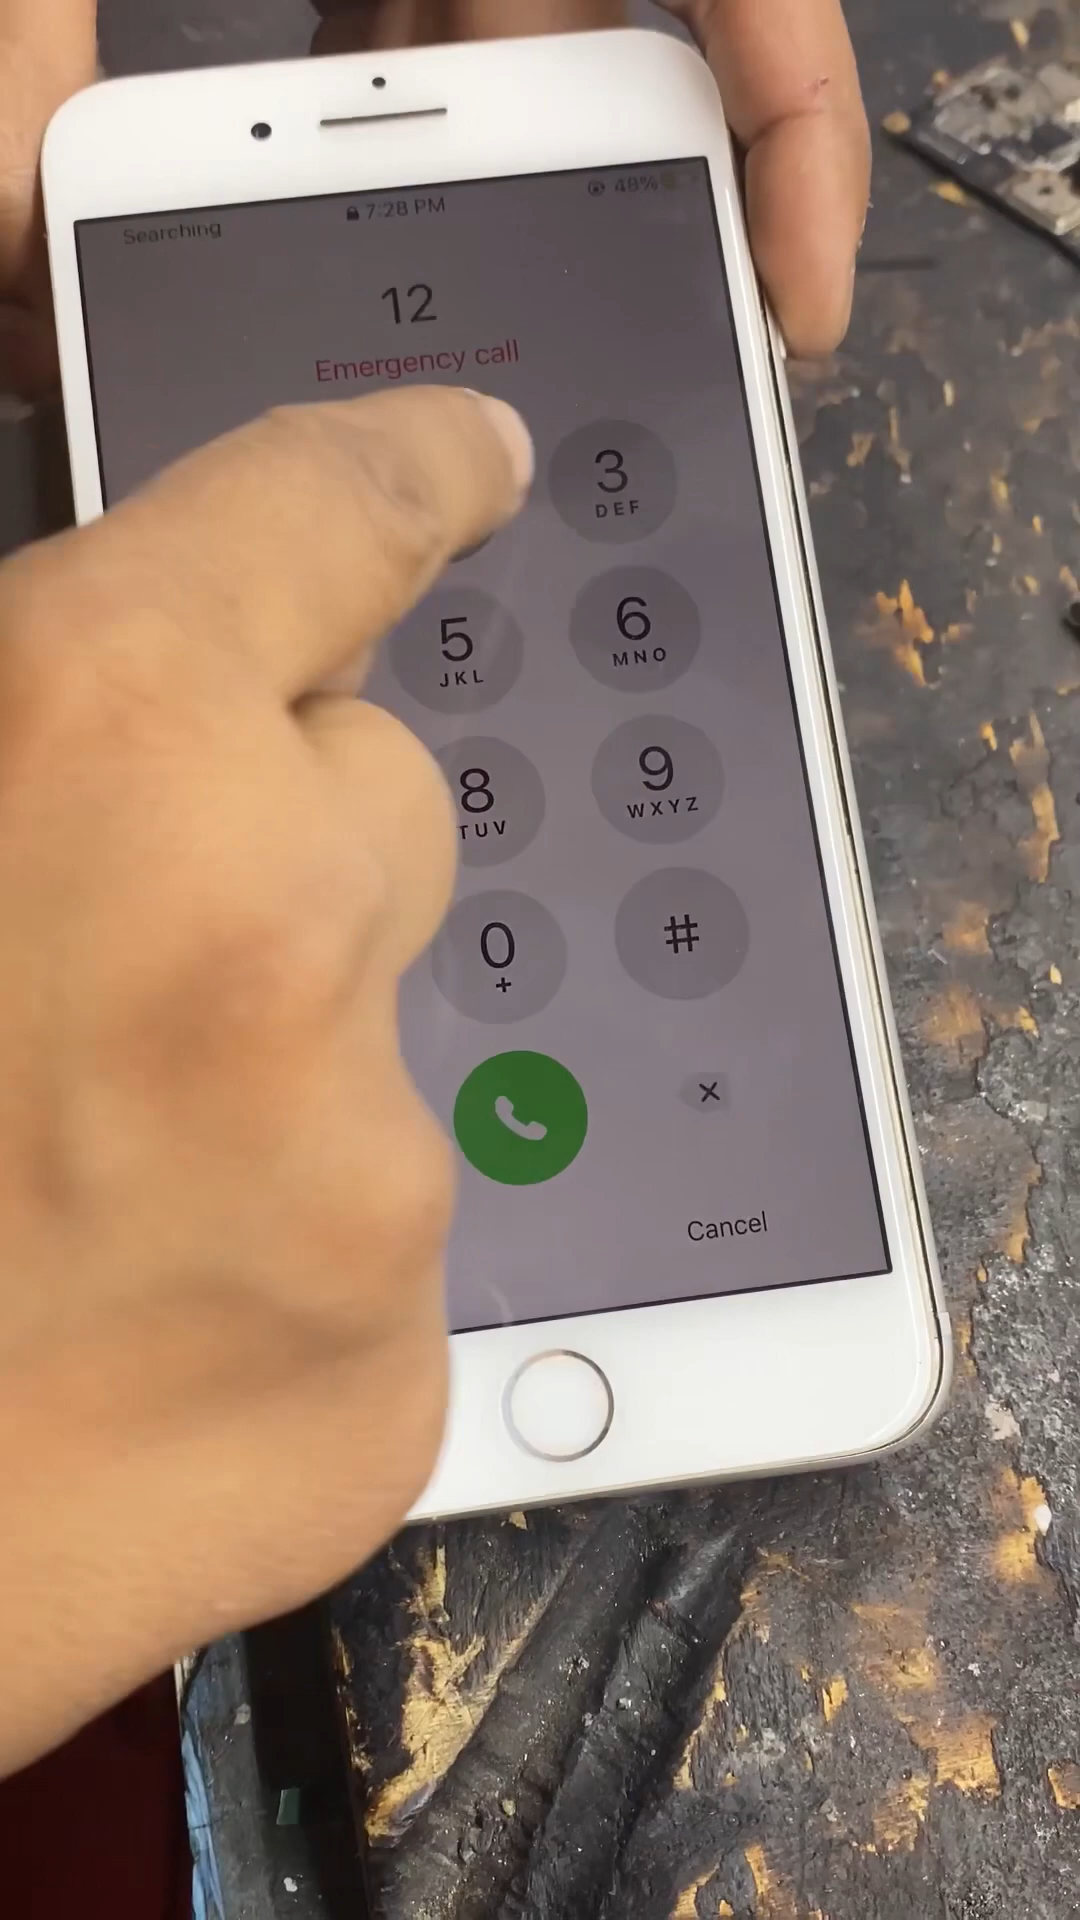 Searching 7:28 PM 48%
12
Emergency call
3
DEF
5
JKL
6
MNO
8
TUV
9
WXYZ
0
+
#
Cancel